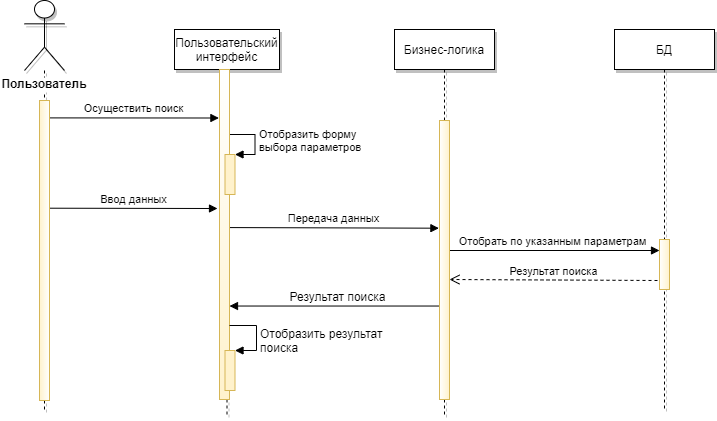 Пользовательский
интерфейс
Бизнес-логика
БД
Пользователь
Осуществить поиск
Отобразить форму
выбора параметров
Ввод данных
Передача данных
Отобрать по указанным параметрам
Результат поиска
Результат поиска
Отобразить результат
поиска